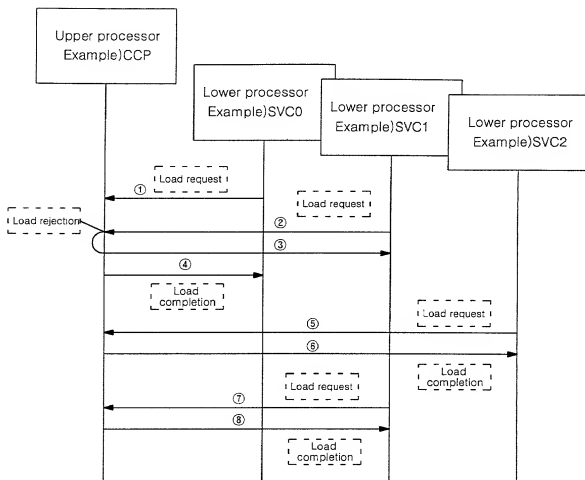 Upper processor
Example)CCP
Lower processor
Example)SVC0
Lower processor
Example)SVC1
Lower processor
Example)SVC2
Load request
①
Load request
②
Load rejection
③
④
Load
completion
Load request
⑤
⑥
Load
completion
Load request
⑦
⑧
Load
completion